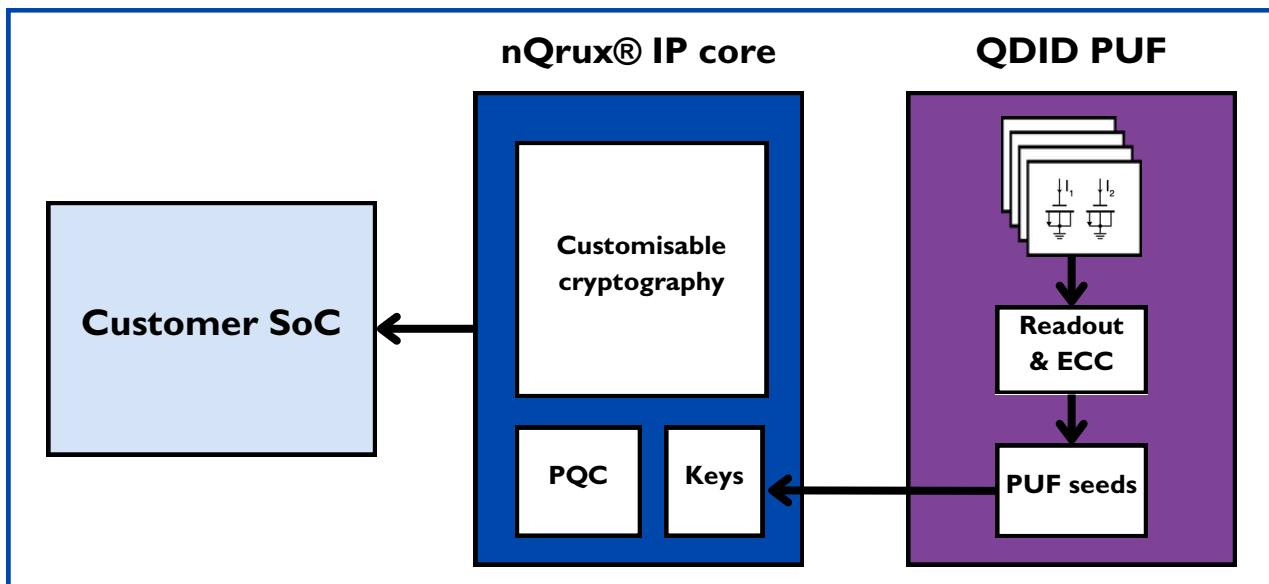 nQrux® IP core
QDID PUF
Customer SoC
Customisable
cryptography
PQC
Keys
I1
I2
Readout
& ECC
PUF seeds